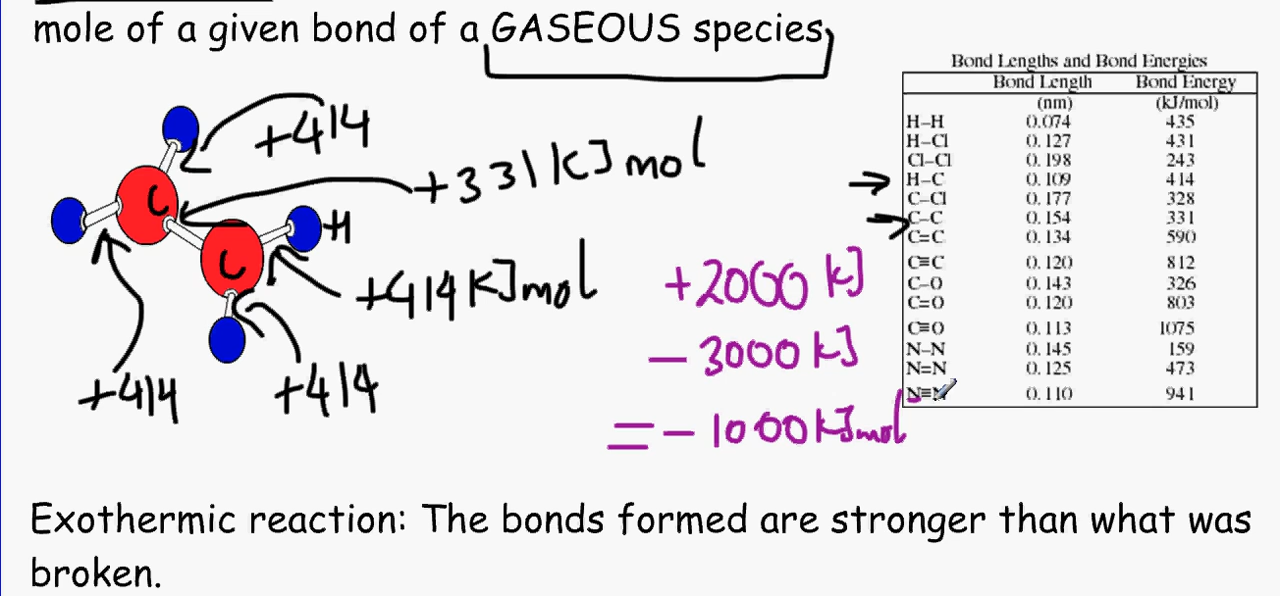 mole of a given bond of a GASEOUS species,
+414
+331 kJ mol
C
C
H
+414 kJ mol
+414
+414
+2000 kJ
- 3000 kJ
= - 1000 kJ mol
Bond Lengths and Bond Energies
Bond Length Bond Energy
(nm) (kJ/mol)
H–H 0.074 435
H–Cl 0.127 431
Cl–Cl 0.198 243
H–C 0.109 414
C–Cl 0.177 328
C–C 0.154 331
C=C 0.134 590
C≡C 0.120 812
C–O 0.143 326
C=O 0.120 803
C≡O 0.113 1075
N–N 0.145 159
N=N 0.125 473
N≡N 0.110 941
Exothermic reaction: The bonds formed are stronger than what was
broken.